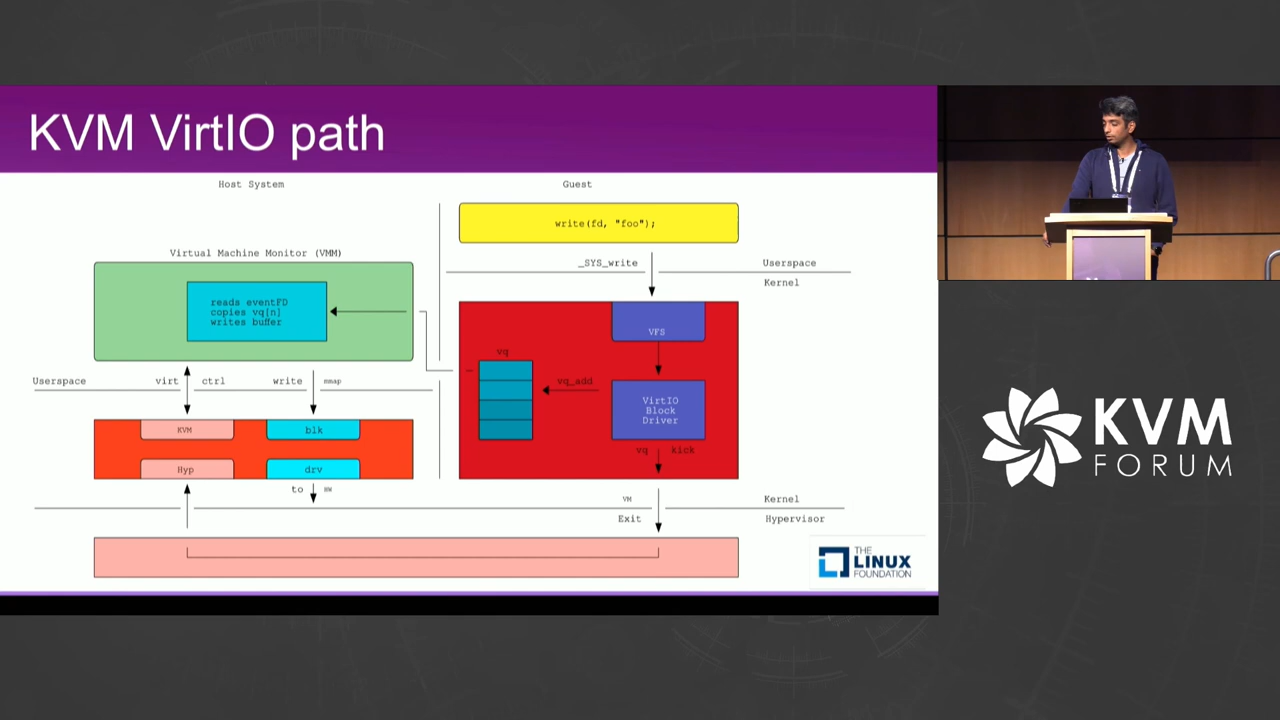 KVM VirtIO path
Host System
Guest
write(fd, "foo");
Virtual Machine Monitor (VMM)
_SYS_write
Userspace
Kernel
reads eventFD
copies vq[n]
writes buffer
VFS
vq
vq_add
VirtIO
Block
Driver
Userspace
virt
ctrl
write
mmap
KVM
blk
Hyp
drv
vq
kick
to
HW
VM
Exit
Kernel
Hypervisor
THE
LINUX
FOUNDATION
KVM
FORUM